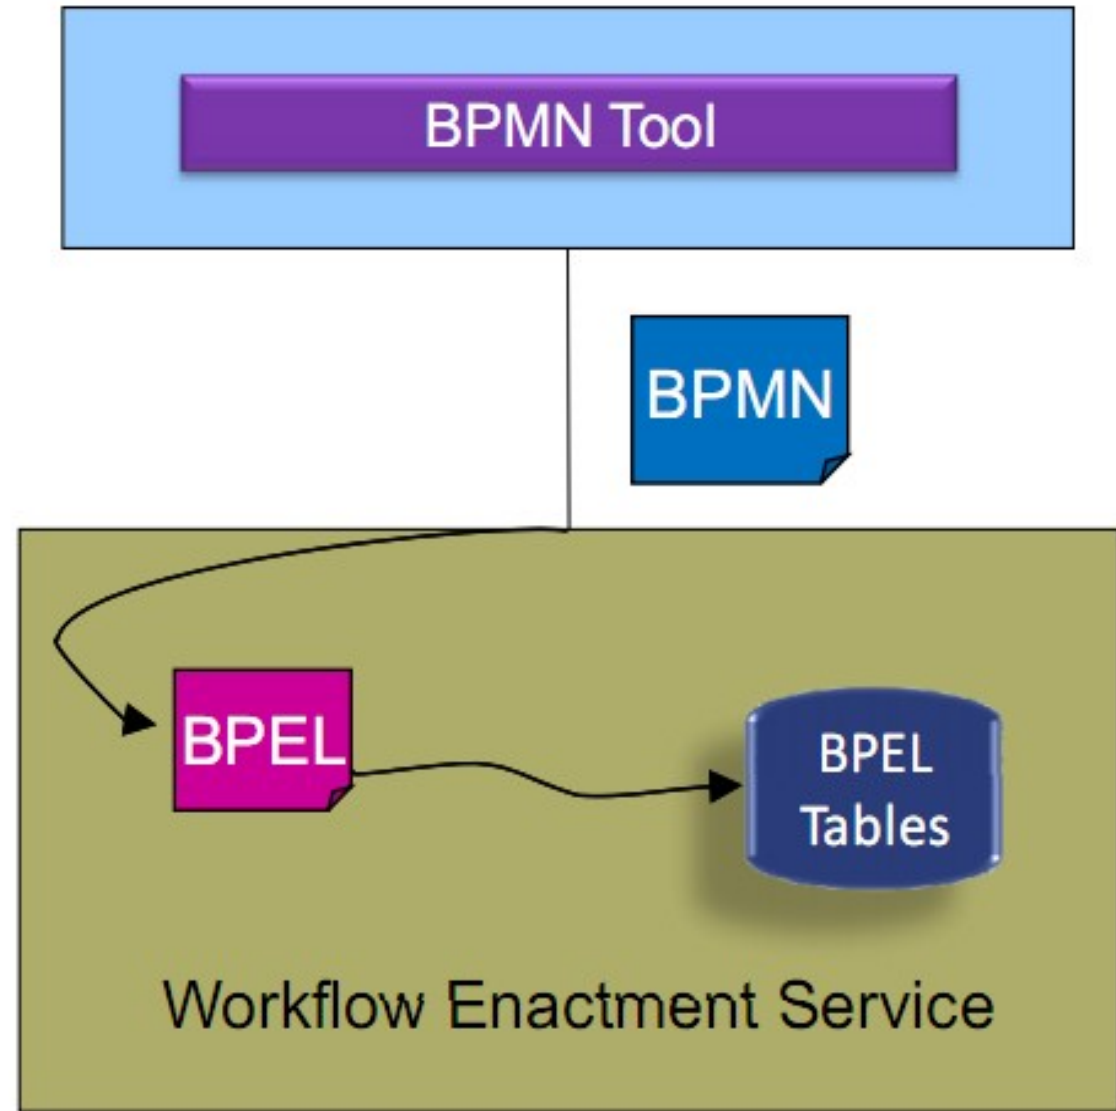 BPMN Tool
BPMN
BPEL
BPEL
Tables
Workflow Enactment Service